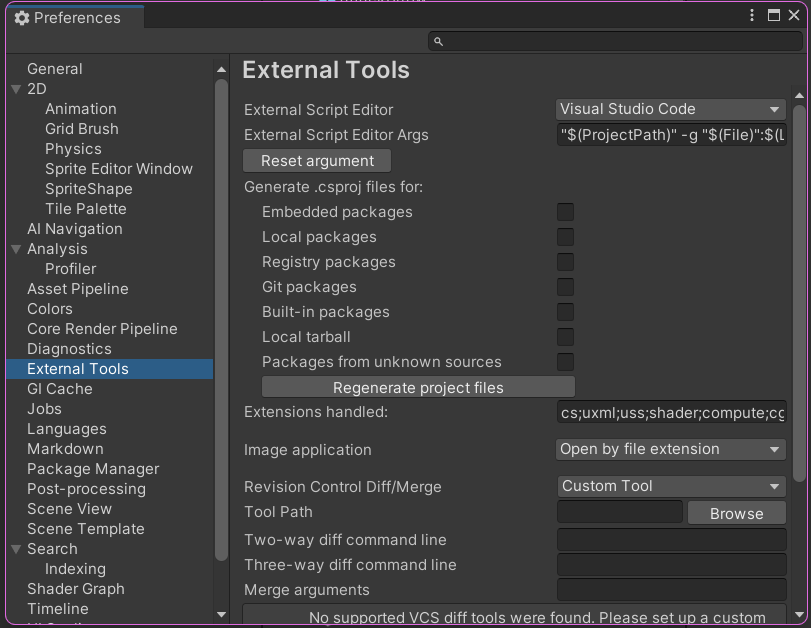 Preferences
General
2D
Animation
Grid Brush
Physics
Sprite Editor Window
SpriteShape
Tile Palette
AI Navigation
Analysis
Profiler
Asset Pipeline
Colors
Core Render Pipeline
Diagnostics
External Tools
GI Cache
Jobs
Languages
Markdown
Package Manager
Post-processing
Scene View
Scene Template
Search
Indexing
Shader Graph
Timeline
External Tools
External Script Editor Visual Studio Code
External Script Editor Args "$(ProjectPath)" -g "$(File)":$(L
Reset argument
Generate .csproj files for:
Embedded packages
Local packages
Registry packages
Git packages
Built-in packages
Local tarball
Packages from unknown sources
Regenerate project files
Extensions handled: cs;uxml;uss;shader;compute;cg
Image application Open by file extension
Revision Control Diff/Merge Custom Tool
Tool Path Browse
Two-way diff command line
Three-way diff command line
Merge arguments
No supported VCS diff tools were found. Please set up a custom